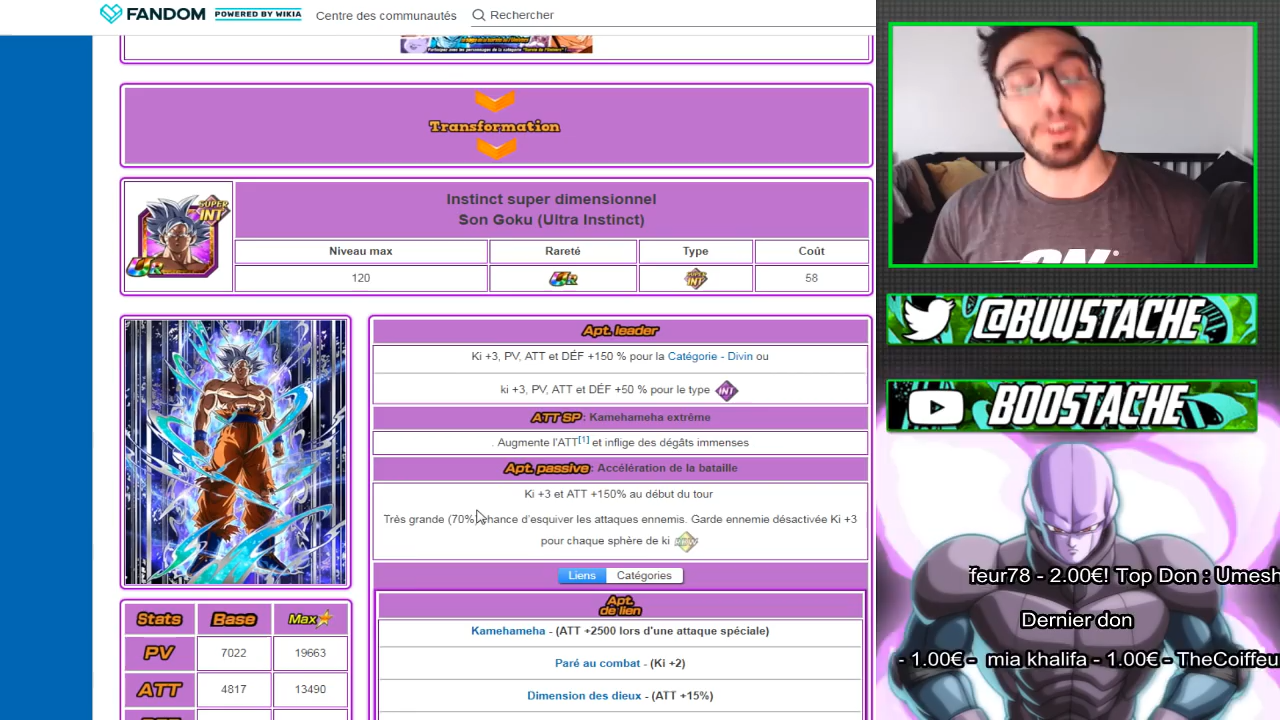 FANDOM POWERED BY WIKIA Centre des communautés Rechercher
Transformation
Instinct super dimensionnel
Son Goku (Ultra Instinct)
Niveau max Rareté Type Coût
120 UR SUPER INT 58
SUPER INT
UR
Apt. leader
Ki +3, PV, ATT et DÉF +150 % pour la Catégorie - Divin ou
ki +3, PV, ATT et DÉF +50 % pour le type INT
ATT SP: Kamehameha extrême
. Augmente l'ATT[1] et inflige des dégâts immenses
Apt. passive: Accélération de la bataille
Ki +3 et ATT +150% au début du tour
Très grande (70% chance d'esquiver les attaques ennemis. Garde ennemie désactivée Ki +3
pour chaque sphère de ki
Liens Catégories
Apt.
de lien
Kamehameha - (ATT +2500 lors d'une attaque spéciale)
Paré au combat - (Ki +2)
Dimension des dieux - (ATT +15%)
Stats Base Max
PV 7022 19663
ATT 4817 13490
@BUUSTACHE
BOOSTACHE
feur78 - 2.00€! Top Don : Umesh
Dernier don
- 1.00€ - mia khalifa - 1.00€ - TheCoiffeu